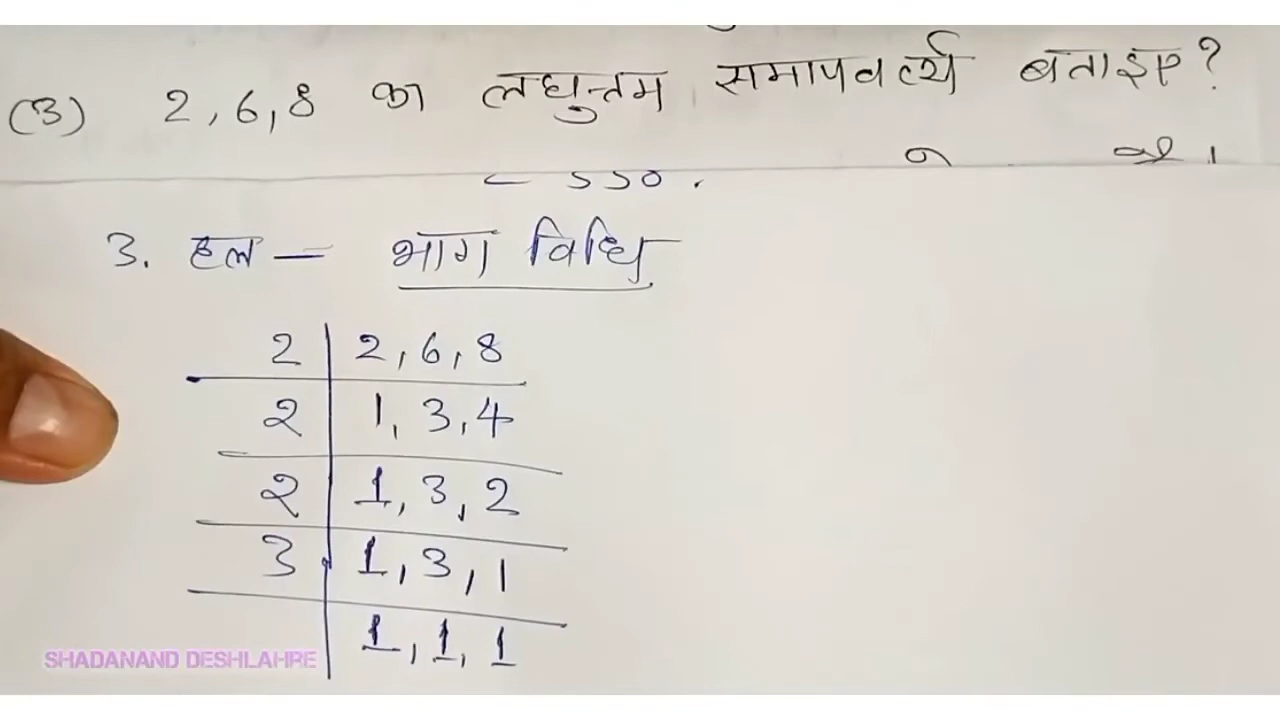 (3) 2, 6, 8 का लघुत्तम समापवर्त्य बताइए?
3. हल — भाग विधि
2 | 2, 6, 8
2 | 1, 3, 4
2 | 1, 3, 2
3 | 1, 3, 1
1, 1, 1
SHADANAND DESHLAHRE